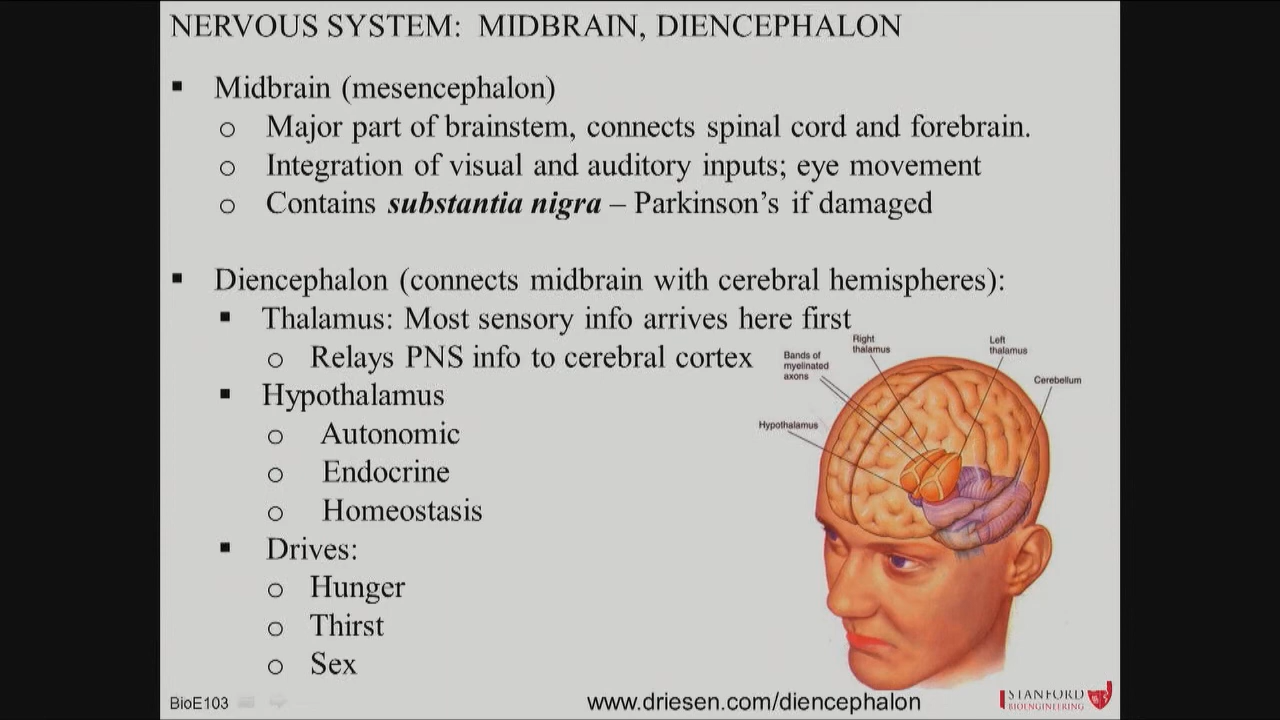 NERVOUS SYSTEM: MIDBRAIN, DIENCEPHALON
▪ Midbrain (mesencephalon)
o Major part of brainstem, connects spinal cord and forebrain.
o Integration of visual and auditory inputs; eye movement
o Contains substantia nigra – Parkinson's if damaged
▪ Diencephalon (connects midbrain with cerebral hemispheres):
▪ Thalamus: Most sensory info arrives here first
o Relays PNS info to cerebral cortex
▪ Hypothalamus
o Autonomic
o Endocrine
o Homeostasis
▪ Drives:
o Hunger
o Thirst
o Sex
Right
thalamus
Left
thalamus
Bands of
myelinated
axons
Cerebellum
Hypothalamus
BioE103
www.driesen.com/diencephalon
STANFORD
BIOENGINEERING